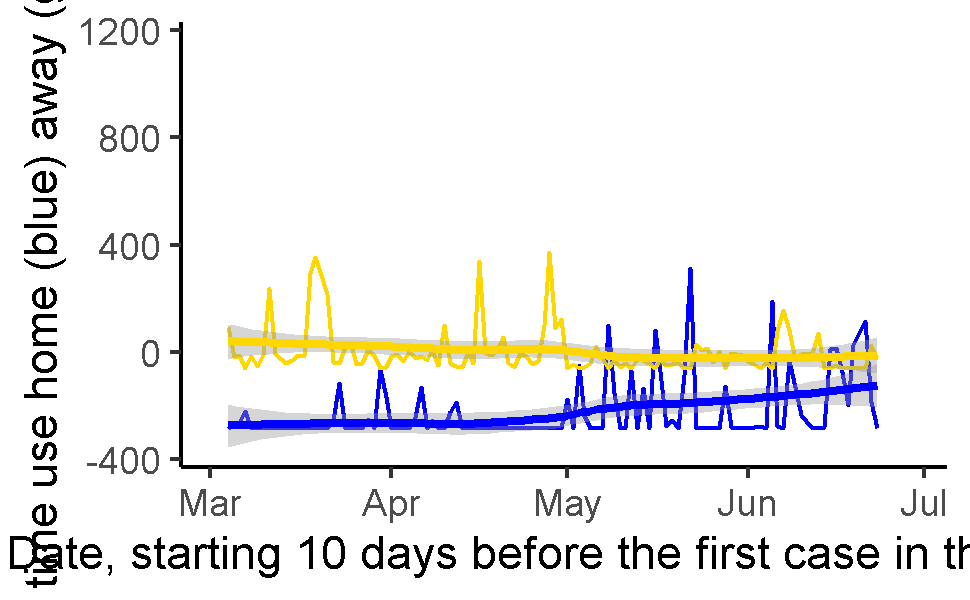 1200
800
400
0
-400
time use home (blue) away (
Mar Apr May Jun Jul
Date, starting 10 days before the first case in th